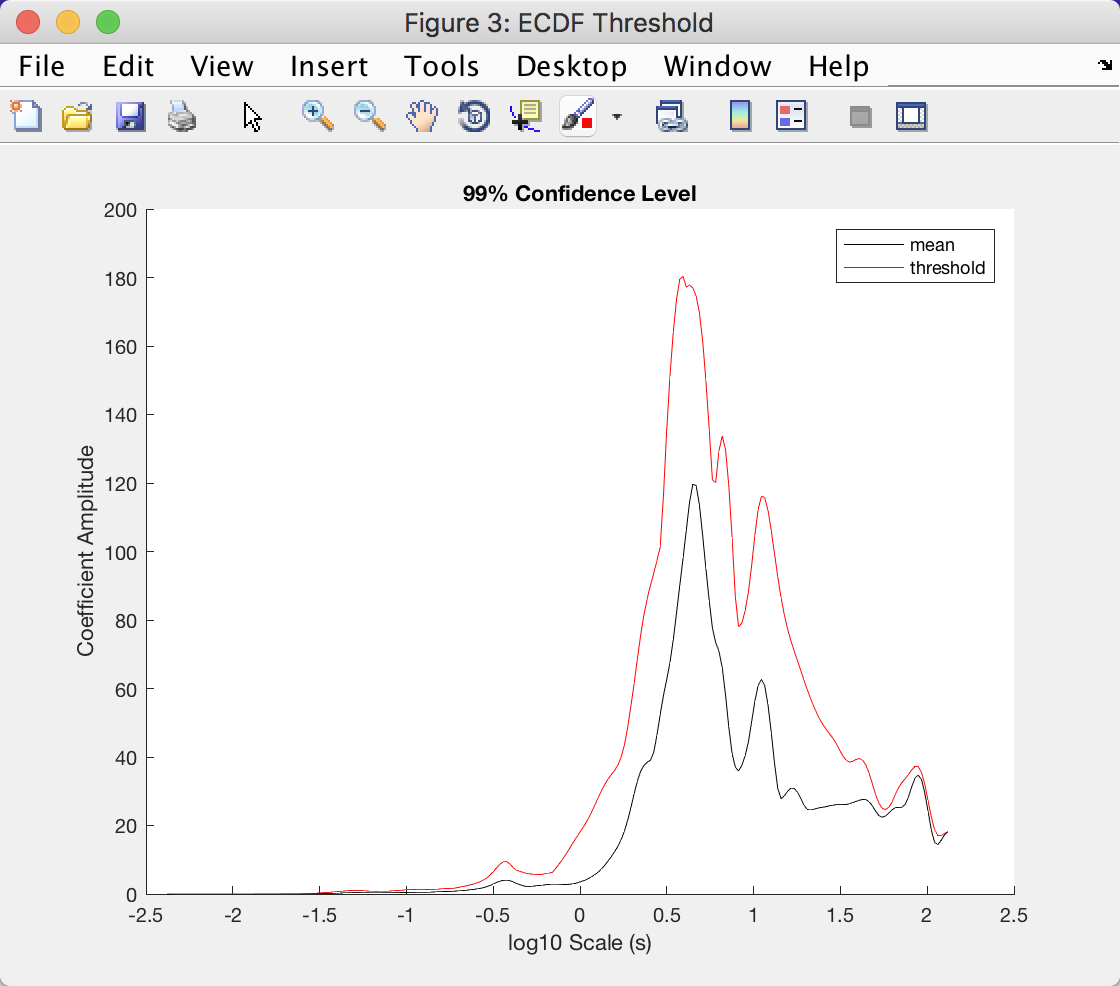 Figure 3: ECDF Threshold
File Edit View Insert Tools Desktop Window Help
99% Confidence Level
200
180
160
140
120
100
80
60
40
20
0
Coefficient Amplitude
mean
threshold
-2.5 -2 -1.5 -1 -0.5 0 0.5 1 1.5 2 2.5
log10 Scale (s)